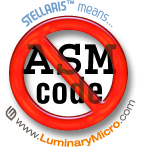 STELLARIS™ means...
ASM
code
www.LuminaryMicro.com